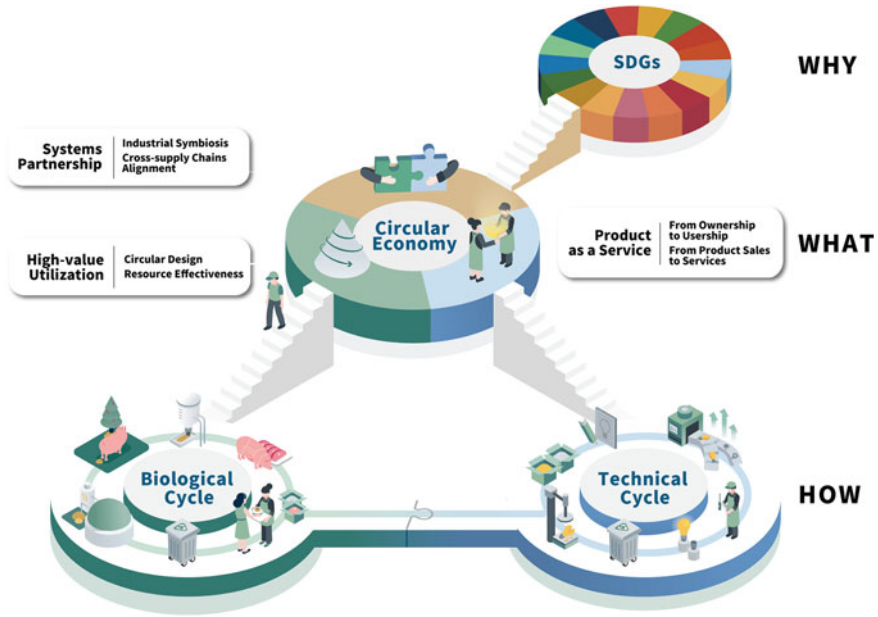 SDGs
WHY
Systems
Partnership
Industrial Symbiosis
Cross-supply Chains
Alignment
Circular
Economy
High-value
Utilization
Circular Design
Resource Effectiveness
Product
as a Service
From Ownership
to Usership
From Product Sales
to Services
WHAT
Biological
Cycle
Technical
Cycle
HOW